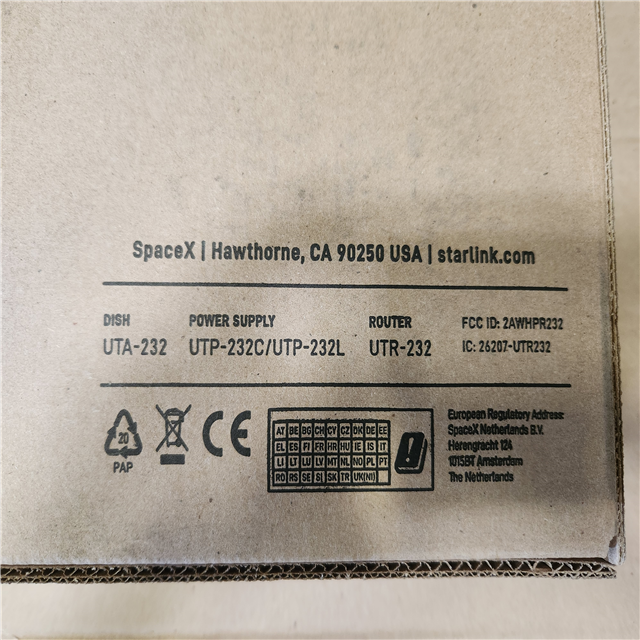 SpaceX | Hawthorne, CA 90250 USA | starlink.com
DISH POWER SUPPLY ROUTER FCC ID: 2AWHPR232
UTA-232 UTP-232C/UTP-232L UTR-232 IC: 26207-UTR232
20
PAP
CE
AT BE BG CH CY CZ DK DE EE
EL ES FI FR HR HU IE IS IT
LI LT LU LV MT NL NO PL PT
RO RS SE SI SK TR UK(NI)
!
European Regulatory Address:
SpaceX Netherlands B.V.
Herengracht 124
1015BT Amsterdam
The Netherlands